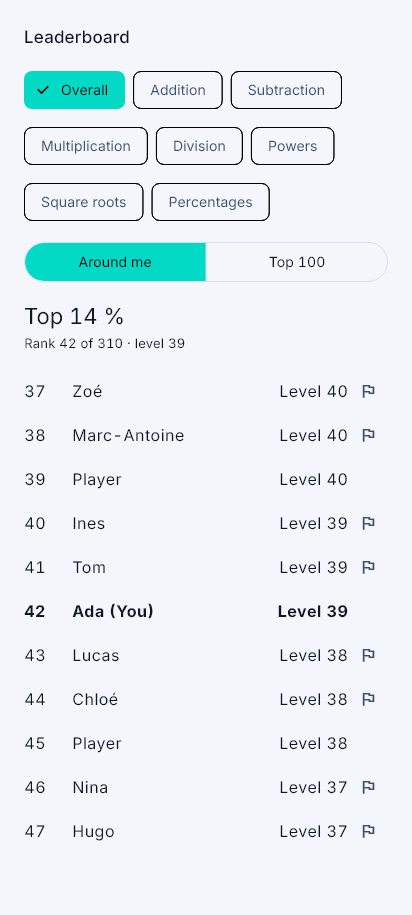 Leaderboard
Overall Addition Subtraction
Multiplication Division Powers
Square roots Percentages
Around me Top 100
Top 14 %
Rank 42 of 310 · level 39
37 Zoé Level 40
38 Marc-Antoine Level 40
39 Player Level 40
40 Ines Level 39
41 Tom Level 39
42 Ada (You) Level 39
43 Lucas Level 38
44 Chloé Level 38
45 Player Level 38
46 Nina Level 37
47 Hugo Level 37